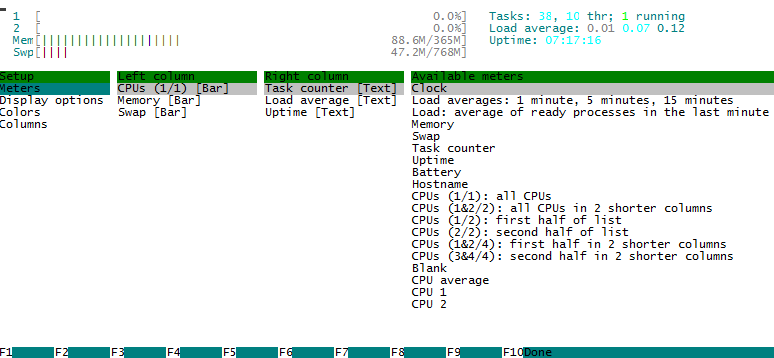 1 [ 0.0%] Tasks: 38, 10 thr; 1 running
2 [ 0.0%] Load average: 0.01 0.07 0.12
Mem[||||||||||||||||||||| 88.6M/365M] Uptime: 07:17:16
Swp[|||| 47.2M/768M]
Setup Left column Right column Available meters
Meters CPUs (1/1) [Bar] Task counter [Text] Clock
Display options Memory [Bar] Load average [Text] Load averages: 1 minute, 5 minutes, 15 minutes
Colors Swap [Bar] Uptime [Text] Load: average of ready processes in the last minute
Columns Memory
Swap
Task counter
Uptime
Battery
Hostname
CPUs (1/1): all CPUs
CPUs (1&2/2): all CPUs in 2 shorter columns
CPUs (1/2): first half of list
CPUs (2/2): second half of list
CPUs (1&2/4): first half in 2 shorter columns
CPUs (3&4/4): second half in 2 shorter columns
Blank
CPU average
CPU 1
CPU 2
F1 F2 F3 F4 F5 F6 F7 F8 F9 F10Done